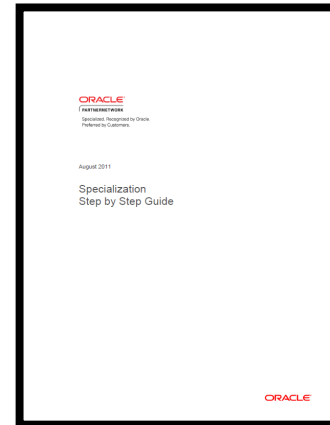 ORACLE
PARTNERNETWORK
Specialized. Recognized by Oracle.
Preferred by Customers.
August 2011
Specialization
Step by Step Guide
ORACLE